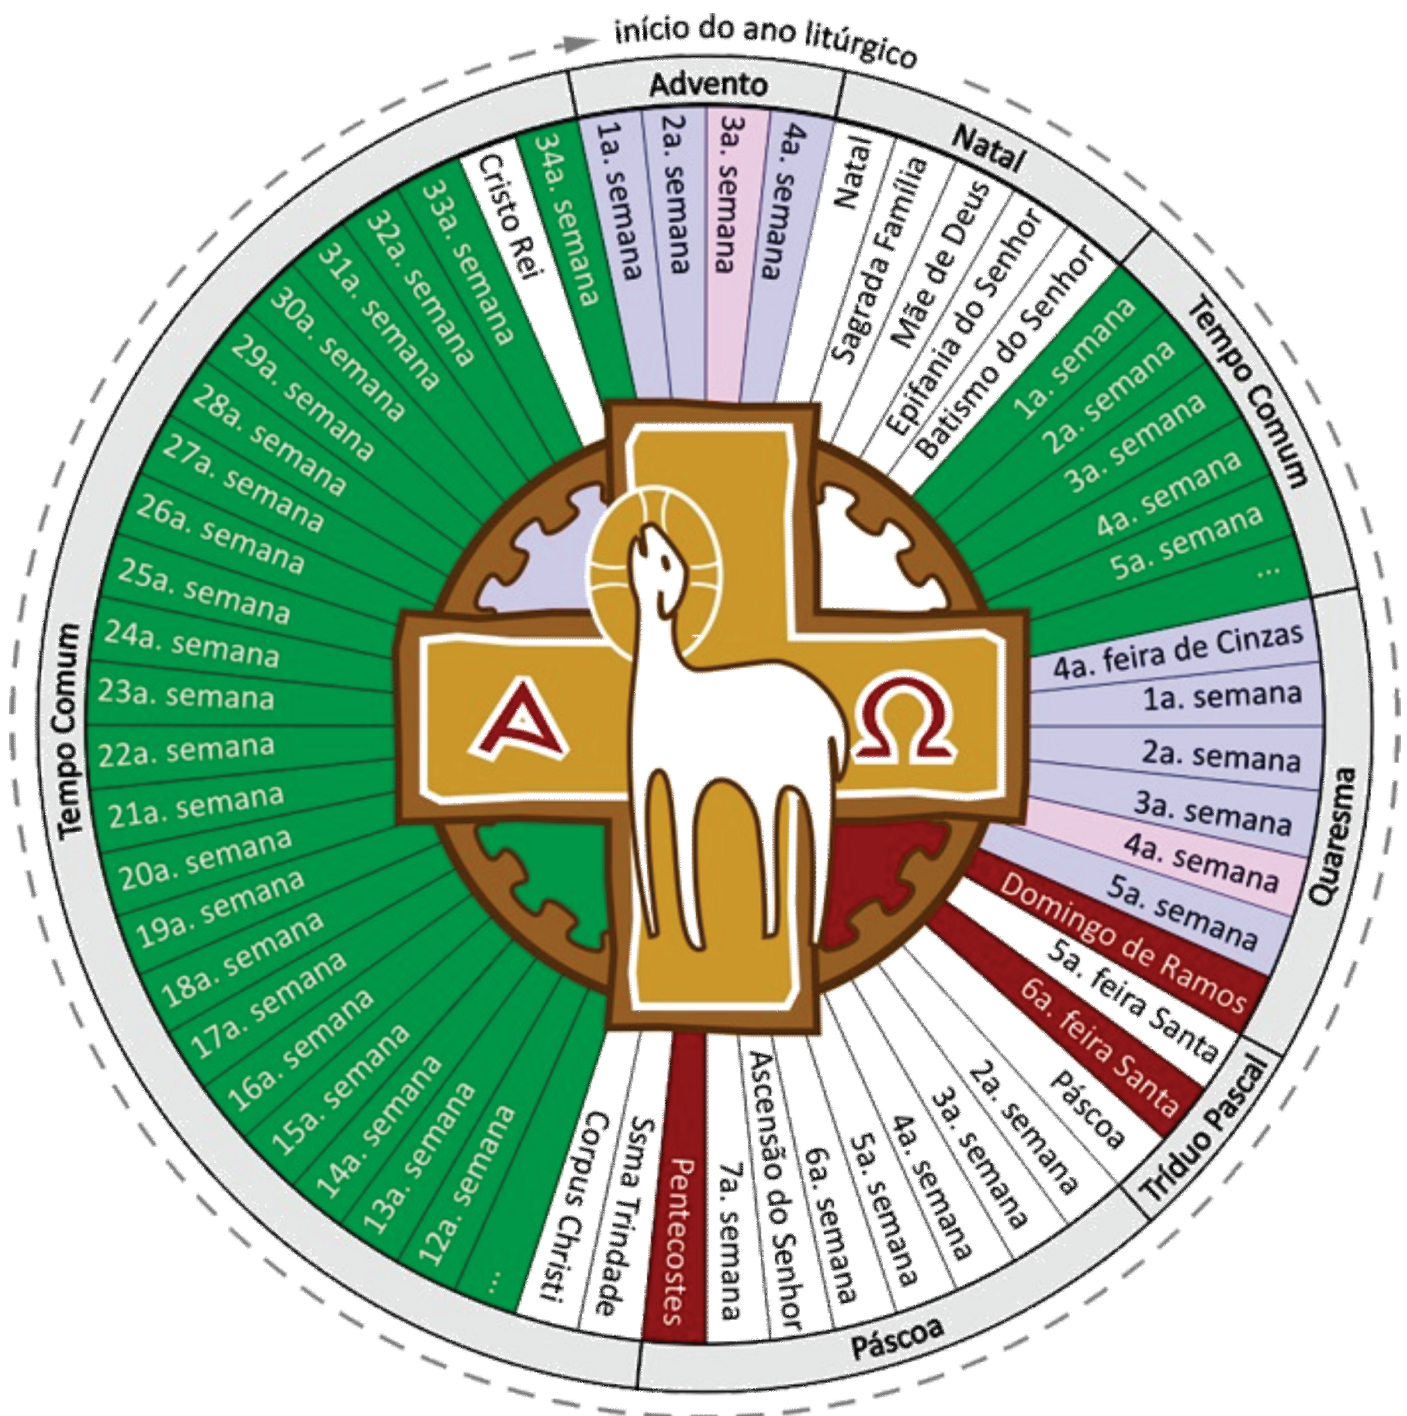 início do ano litúrgico
Advento
1a. semana
2a. semana
3a. semana
4a. semana
Natal
Natal
Sagrada Família
Mãe de Deus
Epifania do Senhor
Batismo do Senhor
Tempo Comum
1a. semana
2a. semana
3a. semana
4a. semana
5a. semana
...
Quaresma
4a. feira de Cinzas
1a. semana
2a. semana
3a. semana
4a. semana
5a. semana
Domingo de Ramos
Tríduo Pascal
5a. feira Santa
6a. feira Santa
Páscoa
Páscoa
2a. semana
3a. semana
4a. semana
5a. semana
6a. semana
Ascensão do Senhor
7a. semana
Pentecostes
Tempo Comum
Ssma Trindade
Corpus Christi
...
12a. semana
13a. semana
14a. semana
15a. semana
16a. semana
17a. semana
18a. semana
19a. semana
20a. semana
21a. semana
22a. semana
23a. semana
24a. semana
25a. semana
26a. semana
27a. semana
28a. semana
29a. semana
30a. semana
31a. semana
32a. semana
33a. semana
Cristo Rei
34a. semana
Α
Ω